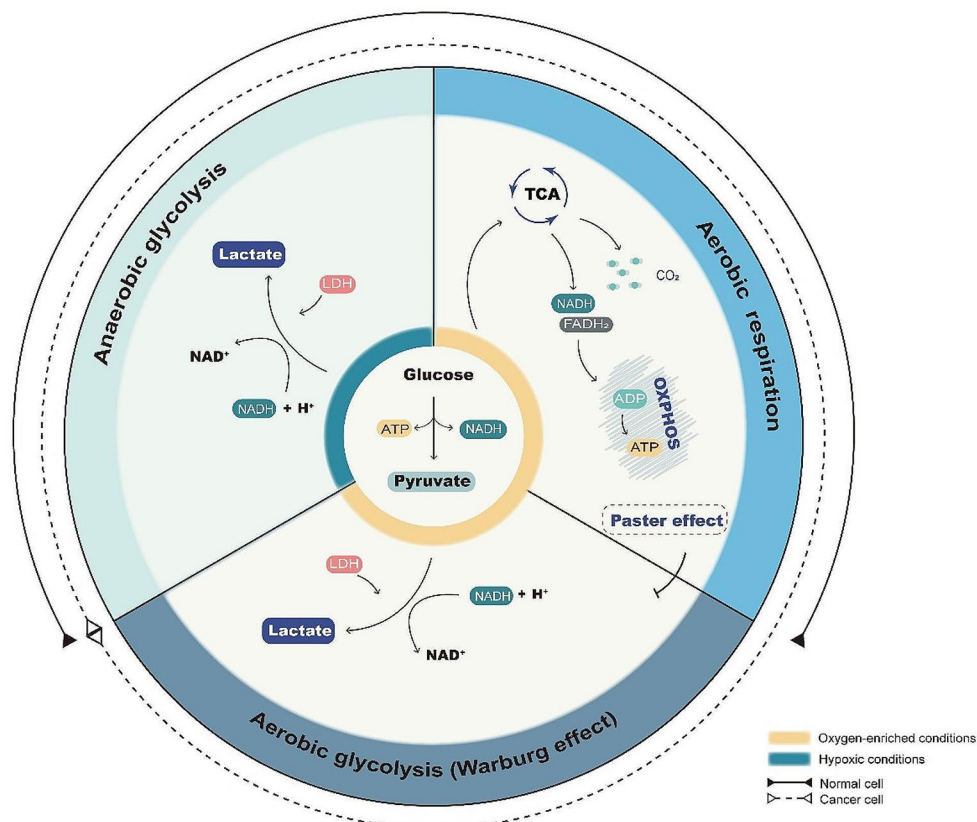 Anaerobic glycolysis
Aerobic respiration
Aerobic glycolysis (Warburg effect)
Lactate
LDH
NAD⁺
NADH + H⁺
TCA
CO₂
NADH
FADH₂
OXPHOS
ADP
ATP
Paster effect
Glucose
ATP
NADH
Pyruvate
LDH
NADH + H⁺
Lactate
NAD⁺
Oxygen-enriched conditions
Hypoxic conditions
Normal cell
Cancer cell